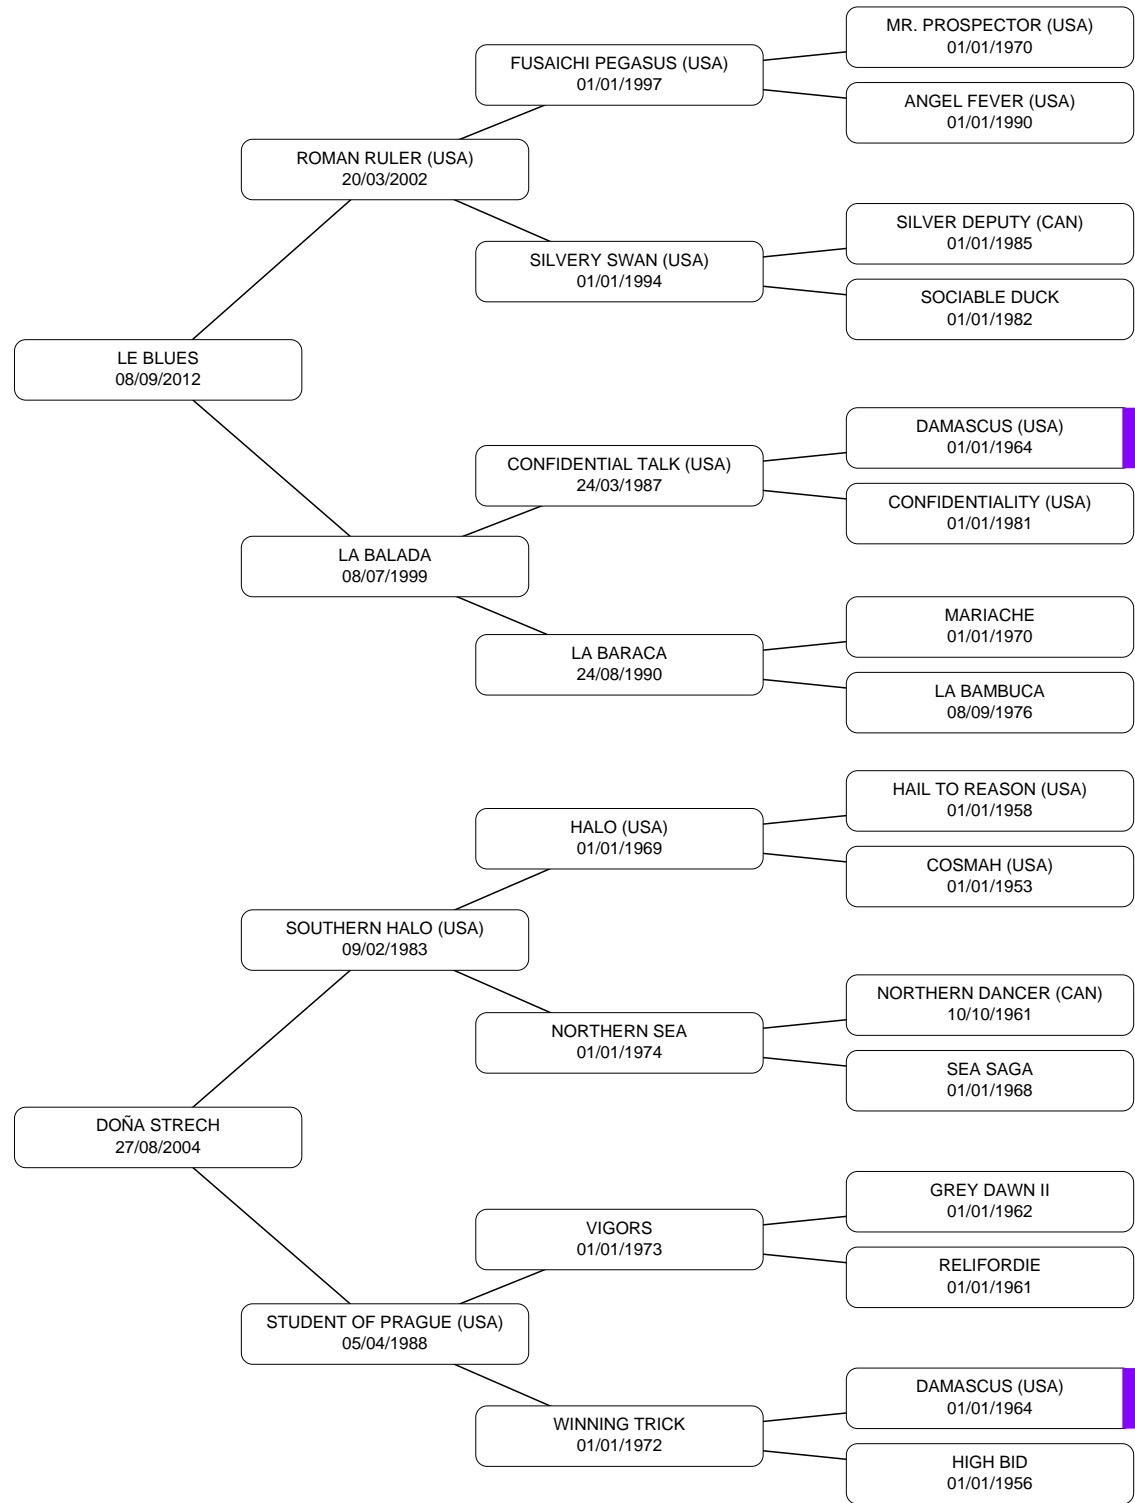 MR. PROSPECTOR (USA)
01/01/1970
FUSAICHI PEGASUS (USA)
01/01/1997
ANGEL FEVER (USA)
01/01/1990
ROMAN RULER (USA)
20/03/2002
SILVER DEPUTY (CAN)
01/01/1985
SILVERY SWAN (USA)
01/01/1994
SOCIABLE DUCK
01/01/1982
LE BLUES
08/09/2012
DAMASCUS (USA)
01/01/1964
CONFIDENTIAL TALK (USA)
24/03/1987
CONFIDENTIALITY (USA)
01/01/1981
LA BALADA
08/07/1999
MARIACHE
01/01/1970
LA BARACA
24/08/1990
LA BAMBUCA
08/09/1976
HAIL TO REASON (USA)
01/01/1958
HALO (USA)
01/01/1969
COSMAH (USA)
01/01/1953
SOUTHERN HALO (USA)
09/02/1983
NORTHERN DANCER (CAN)
10/10/1961
NORTHERN SEA
01/01/1974
SEA SAGA
01/01/1968
DOÑA STRECH
27/08/2004
GREY DAWN II
01/01/1962
VIGORS
01/01/1973
RELIFORDIE
01/01/1961
STUDENT OF PRAGUE (USA)
05/04/1988
DAMASCUS (USA)
01/01/1964
WINNING TRICK
01/01/1972
HIGH BID
01/01/1956